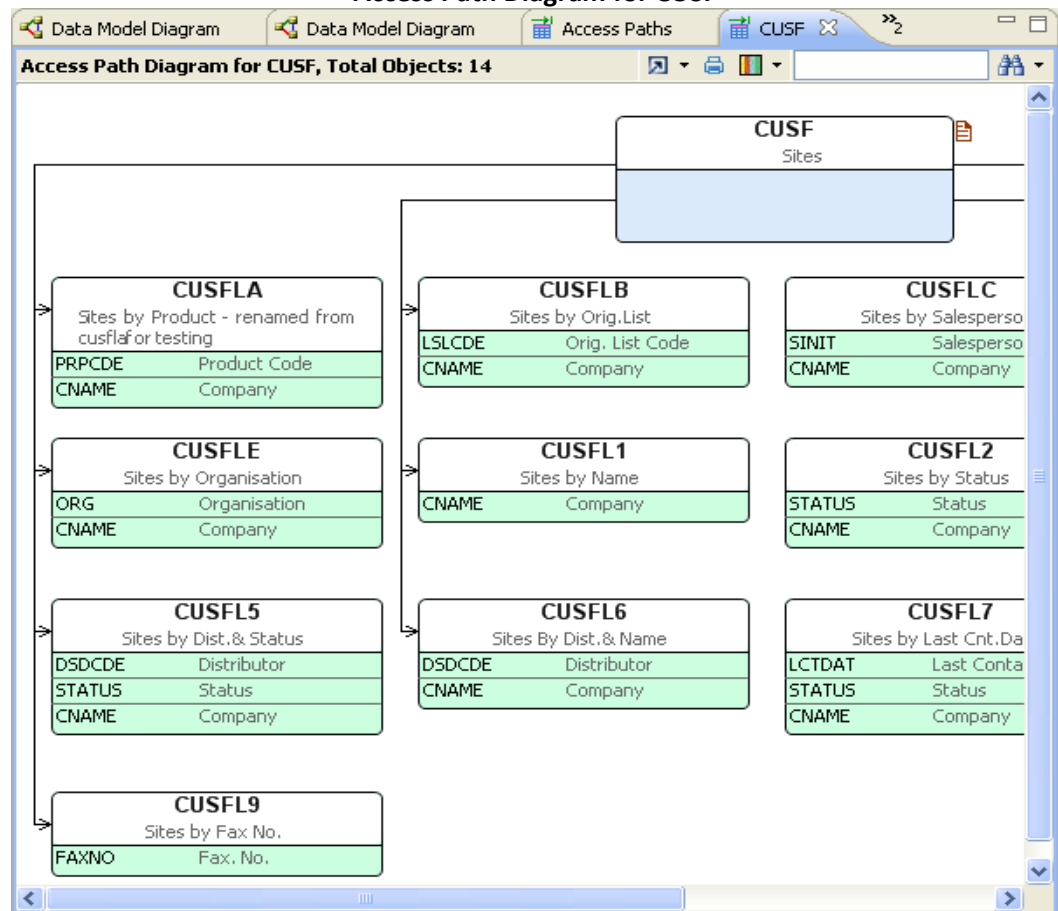 Access Path Diagram for CUSF
Data Model Diagram Data Model Diagram Access Paths CUSF »2
Access Path Diagram for CUSF, Total Objects: 14
CUSF
Sites
CUSFLA
Sites by Product - renamed from
cusflafor testing
PRPCDE Product Code
CNAME Company
CUSFLB
Sites by Orig.List
LSLCDE Orig. List Code
CNAME Company
CUSFLC
Sites by Salesperso
SINIT Salesperso
CNAME Company
CUSFLE
Sites by Organisation
ORG Organisation
CNAME Company
CUSFL1
Sites by Name
CNAME Company
CUSFL2
Sites by Status
STATUS Status
CNAME Company
CUSFL5
Sites by Dist.& Status
DSDCDE Distributor
STATUS Status
CNAME Company
CUSFL6
Sites By Dist.& Name
DSDCDE Distributor
CNAME Company
CUSFL7
Sites by Last Cnt.Da
LCTDAT Last Conta
STATUS Status
CNAME Company
CUSFL9
Sites by Fax No.
FAXNO Fax. No.